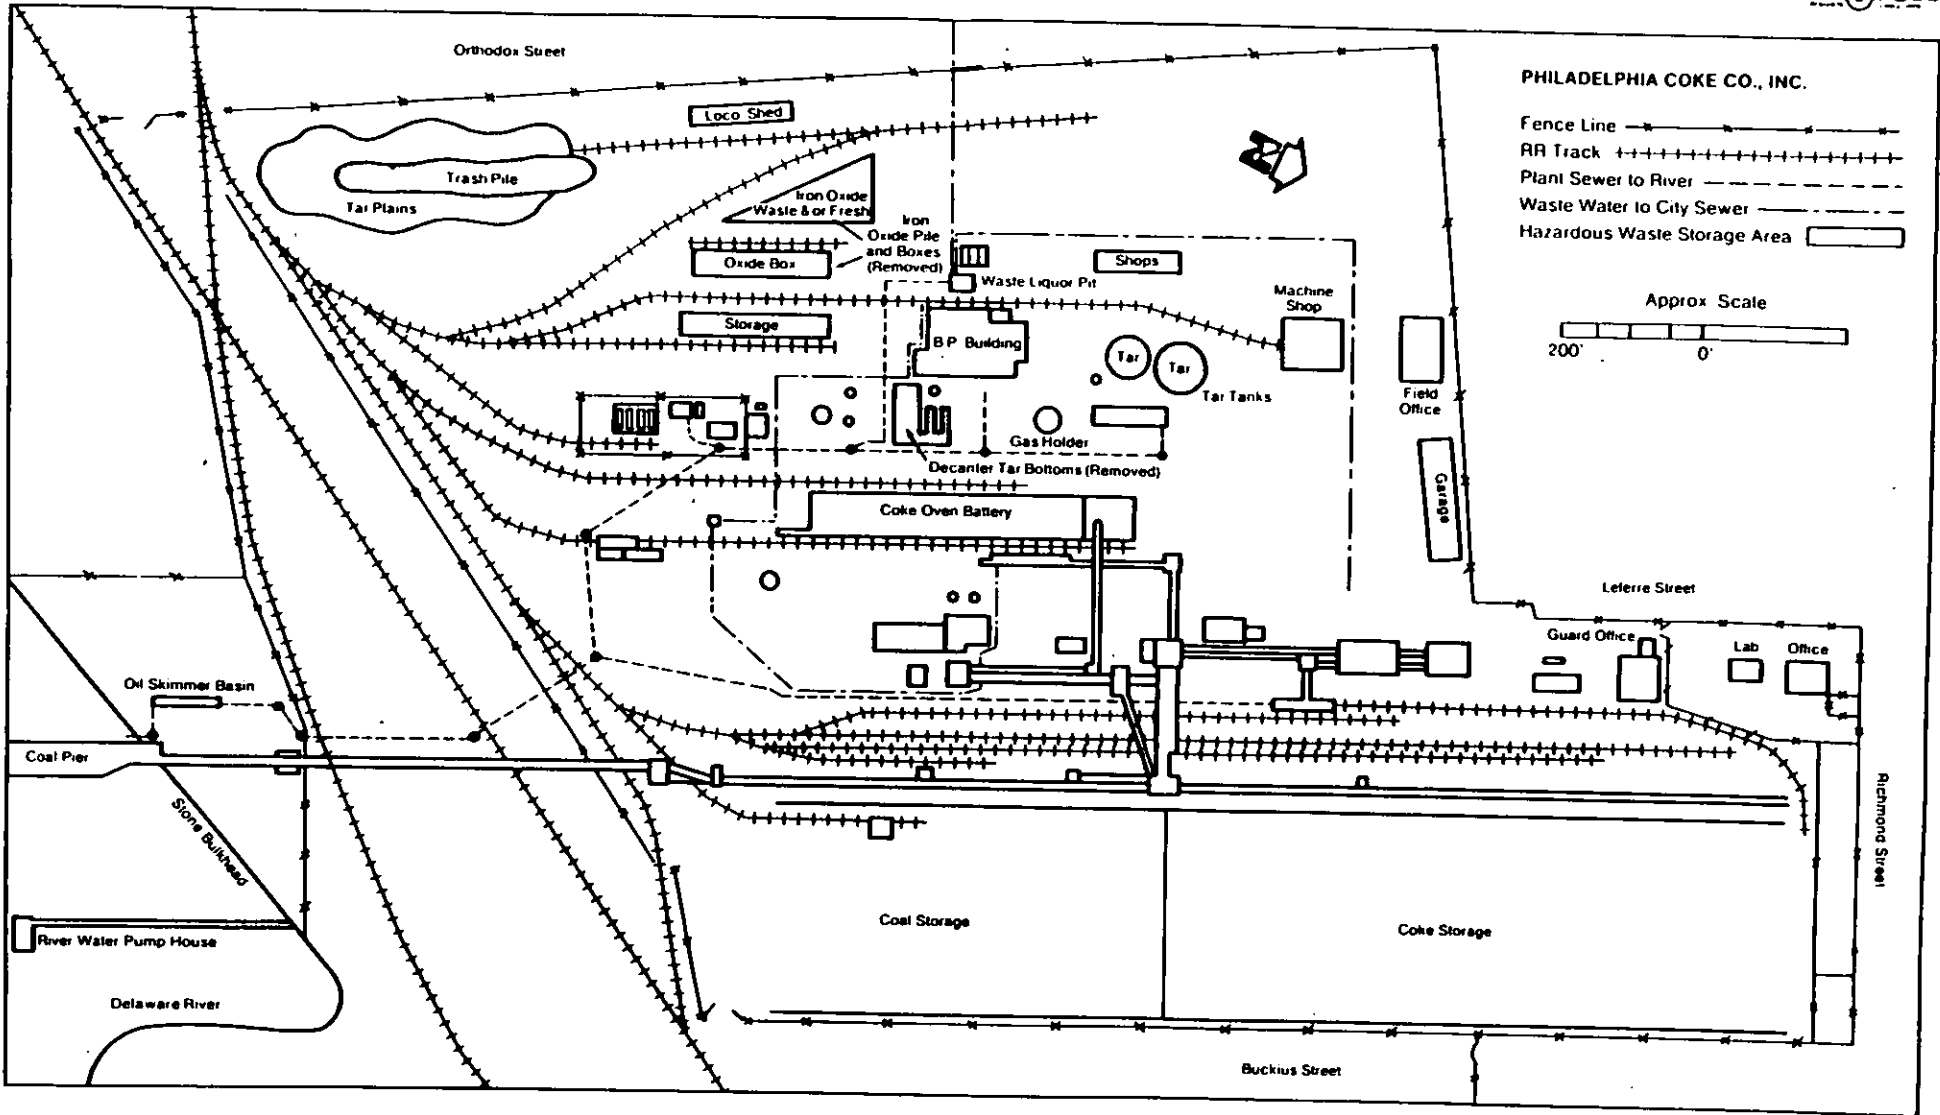 Orthodox Street
PHILADELPHIA COKE CO., INC.
Fence Line
RR Track
Plant Sewer to River
Waste Water to City Sewer
Hazardous Waste Storage Area
Approx Scale
200'
0'
Loco Shed
Trash Pile
Tar Plains
Iron Oxide
Waste & or Fresh
Iron
Oxide Pile
and Boxes
(Removed)
Oxide Box
Shops
Waste Liquor Pit
Machine
Shop
Storage
B P Building
Tar
Tar
Tar Tanks
Field
Office
Gas Holder
Decanter Tar Bottoms (Removed)
Garage
Coke Oven Battery
Leferre Street
Guard Office
Lab
Office
Oil Skimmer Basin
Coal Pier
Stone Bulkhead
Richmond Street
River Water Pump House
Coal Storage
Coke Storage
Delaware River
Buckius Street